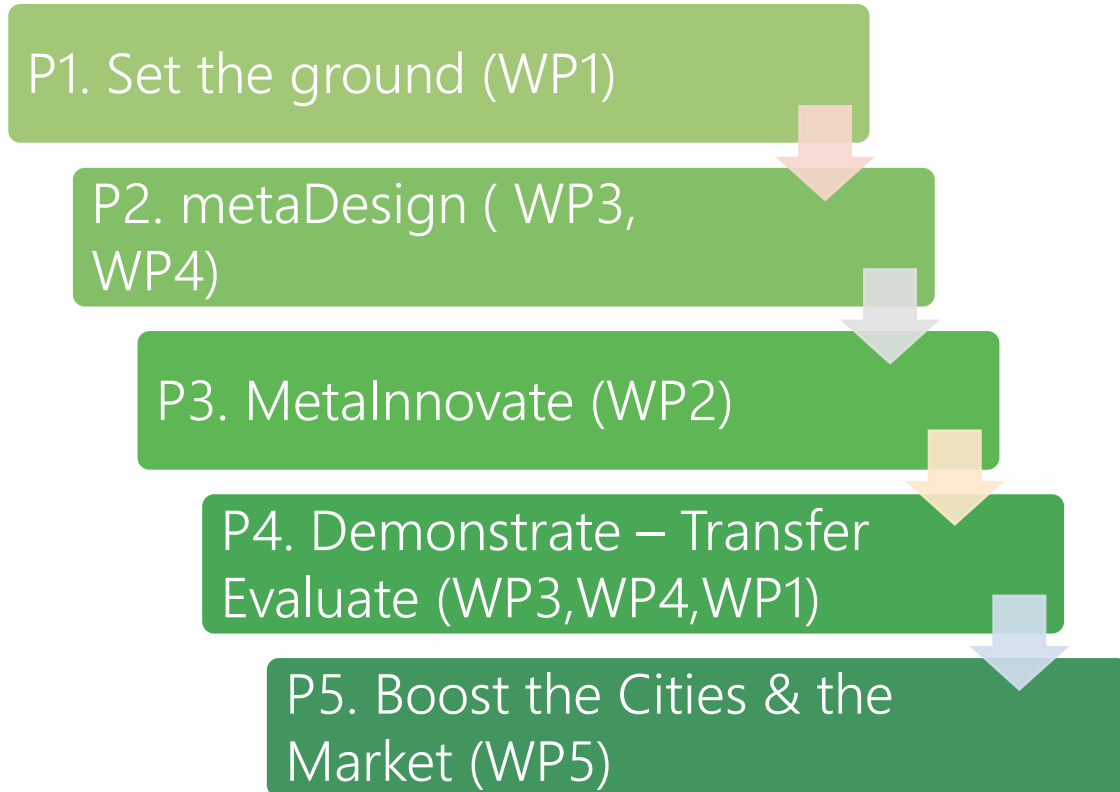 P1. Set the ground (WP1)
P2. metaDesign ( WP3,
WP4)
P3. MetaInnovate (WP2)
P4. Demonstrate – Transfer
Evaluate (WP3,WP4,WP1)
P5. Boost the Cities & the
Market (WP5)